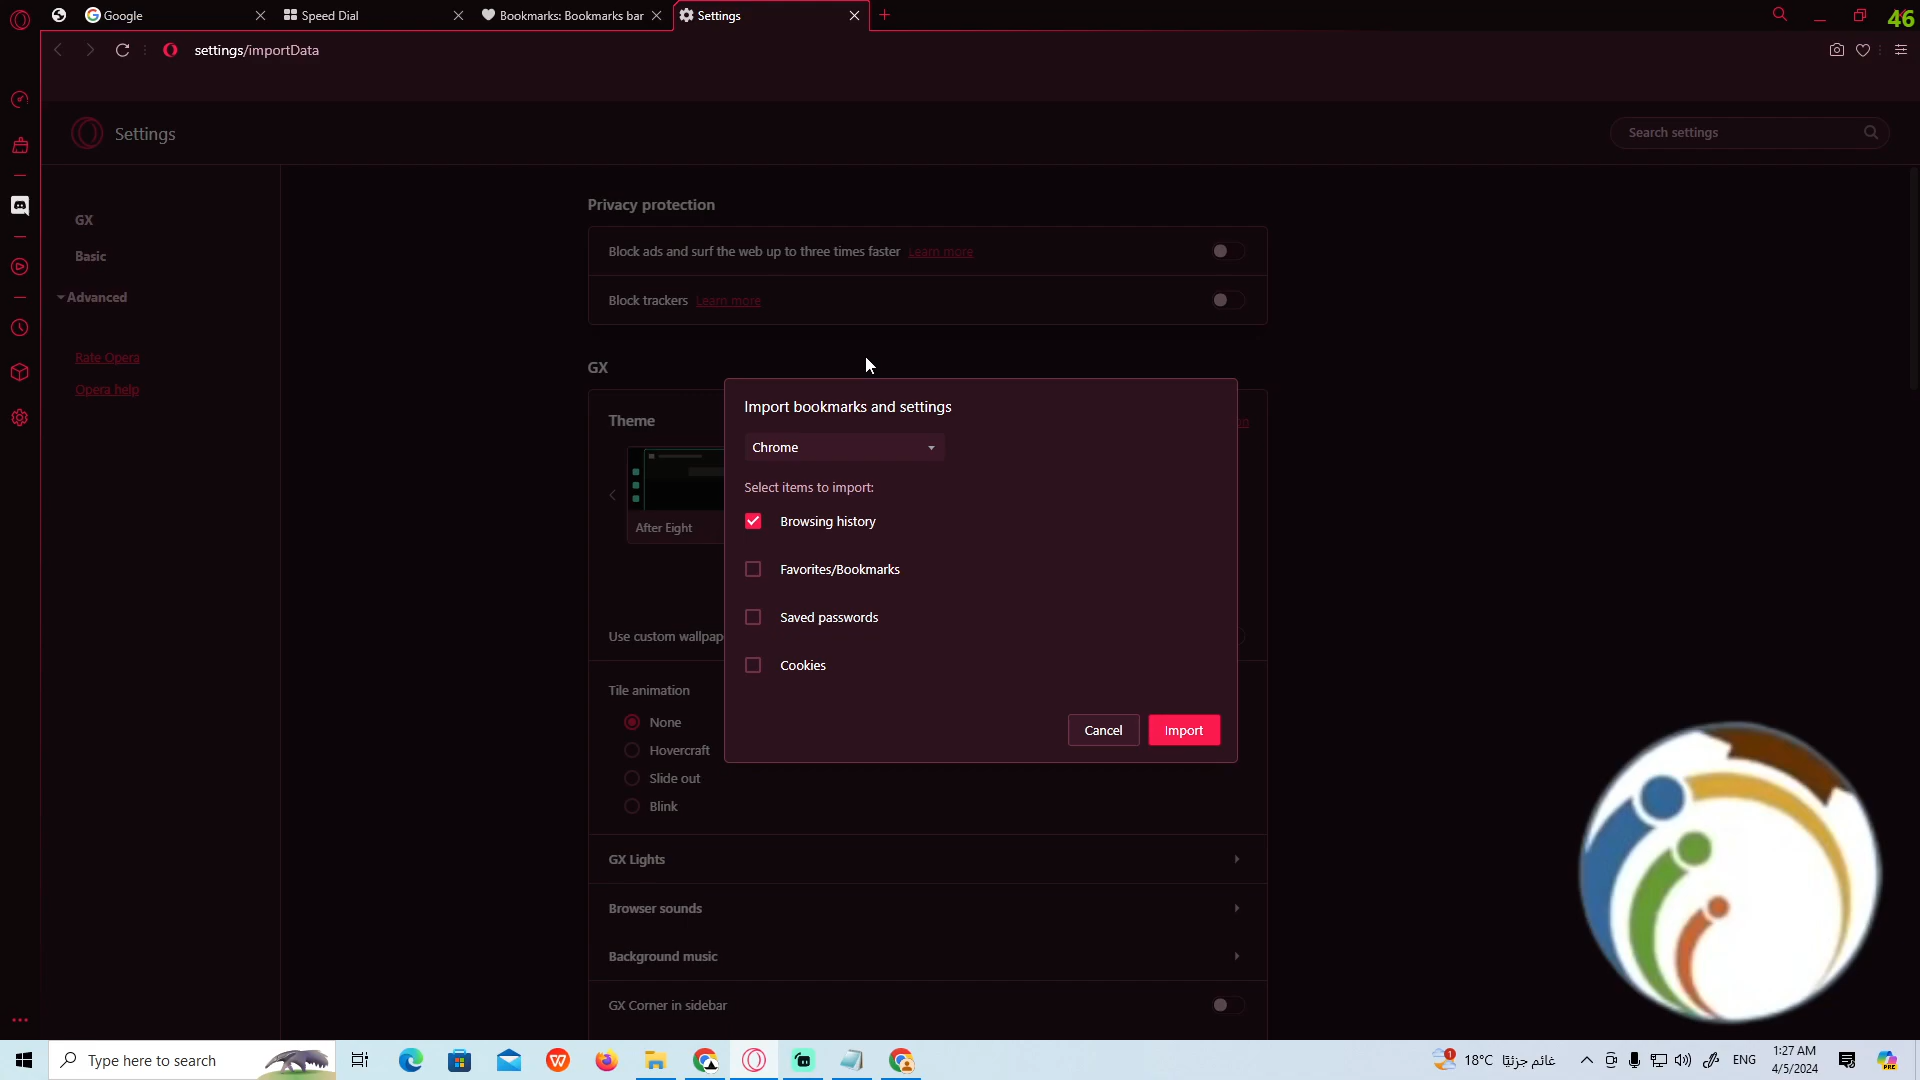 Google
Speed Dial
Bookmarks: Bookmarks bar
Settings
46
settings/importData
Settings
Search settings
GX
Basic
Advanced
Rate Opera
Opera help
Privacy protection
Block ads and surf the web up to three times faster Learn more
Block trackers Learn more
GX
Theme
After Eight
Import bookmarks and settings
Chrome
Select items to import:
Browsing history
Favorites/Bookmarks
Saved passwords
Cookies
Cancel
Import
Use custom wallpap
Tile animation
None
Hovercraft
Slide out
Blink
GX Lights
Browser sounds
Background music
GX Corner in sidebar
Type here to search
1
18°C غائم جزئيًا
ENG
1:27 AM
4/5/2024
PRE